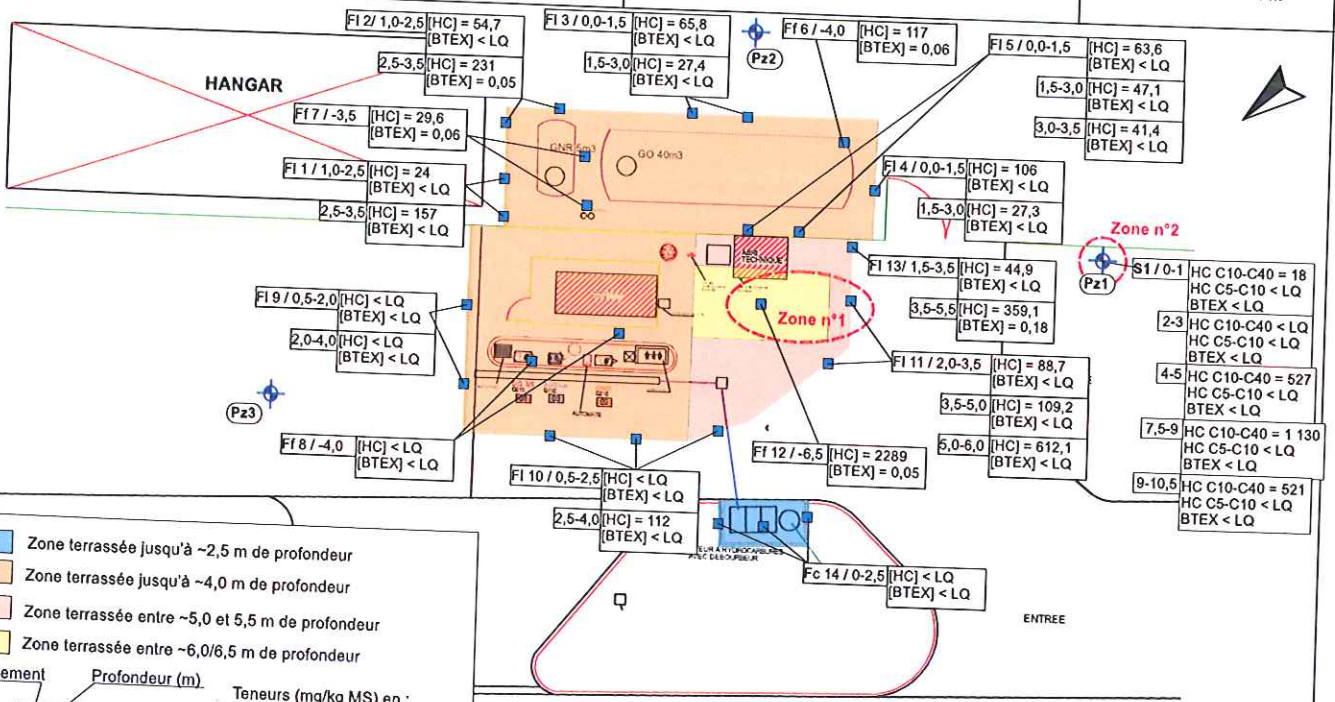 Fl 2 / 1,0-2,5 [HC] = 54,7
[BTEX] < LQ
2,5-3,5 [HC] = 231
[BTEX] = 0,05
Fl 3 / 0,0-1,5 [HC] = 65,8
[BTEX] < LQ
1,5-3,0 [HC] = 27,4
[BTEX] < LQ
Pz2
Ff 6 / -4,0 [HC] = 117
[BTEX] = 0,06
Fl 5 / 0,0-1,5 [HC] = 63,6
[BTEX] < LQ
1,5-3,0 [HC] = 47,1
[BTEX] < LQ
3,0-3,5 [HC] = 41,4
[BTEX] < LQ
HANGAR
Ff 7 / -3,5 [HC] = 29,6
[BTEX] = 0,06
GNR 5m3
GO 40m3
Fl 1 / 1,0-2,5 [HC] = 24
[BTEX] < LQ
2,5-3,5 [HC] = 157
[BTEX] < LQ
Fl 4 / 0,0-1,5 [HC] = 106
[BTEX] < LQ
1,5-3,0 [HC] = 27,3
[BTEX] < LQ
Zone n°2
Pz1
S1 / 0-1 HC C10-C40 = 18
HC C5-C10 < LQ
BTEX < LQ
2-3 HC C10-C40 < LQ
HC C5-C10 < LQ
BTEX < LQ
4-5 HC C10-C40 = 527
HC C5-C10 < LQ
BTEX < LQ
7,5-9 HC C10-C40 = 1 130
HC C5-C10 < LQ
BTEX < LQ
9-10,5 HC C10-C40 = 521
HC C5-C10 < LQ
BTEX < LQ
TECHNIQUE
Fl 13/ 1,5-3,5 [HC] = 44,9
[BTEX] < LQ
3,5-5,5 [HC] = 359,1
[BTEX] = 0,18
Zone n°1
Fl 9 / 0,5-2,0 [HC] < LQ
[BTEX] < LQ
2,0-4,0 [HC] < LQ
[BTEX] < LQ
Fl 11 / 2,0-3,5 [HC] = 88,7
[BTEX] < LQ
3,5-5,0 [HC] = 109,2
[BTEX] < LQ
5,0-6,0 [HC] = 612,1
[BTEX] < LQ
Pz3
AUTOMATE
Ff 8 / -4,0 [HC] < LQ
[BTEX] < LQ
Ff 12 / -6,5 [HC] = 2289
[BTEX] = 0,05
Fl 10 / 0,5-2,5 [HC] < LQ
[BTEX] < LQ
2,5-4,0 [HC] = 112
[BTEX] < LQ
EUR A HYDROCARBURES
AVEC DEBOURBEUR
Fc 14 / 0-2,5 [HC] < LQ
[BTEX] < LQ
ENTREE
Zone terrassée jusqu'à ~2,5 m de profondeur
Zone terrassée jusqu'à ~4,0 m de profondeur
Zone terrassée entre ~5,0 et 5,5 m de profondeur
Zone terrassée entre ~6,0/6,5 m de profondeur
ement
Profondeur (m)
Teneurs (mg/kg MS) en :